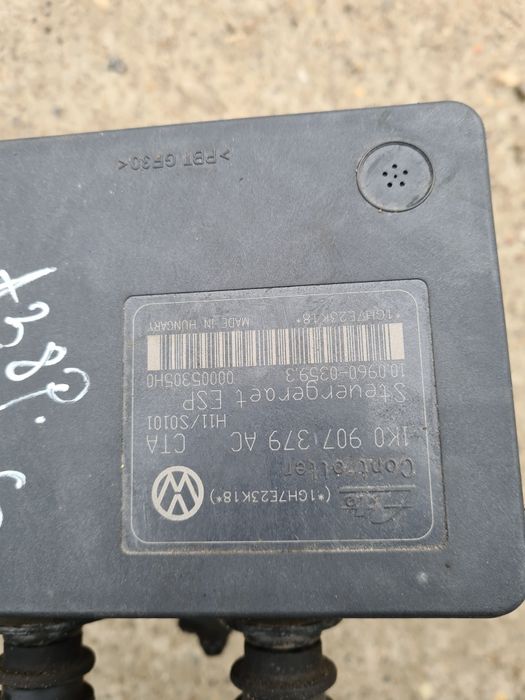 (*1GH7E23K18*)
Controller
1K0 907 379 AC CTA
H11/S0101
Steuergeraet ESP
10.0960-0359.3 00005305H0
*1GH7E23K18* MADE IN HUNGARY
>PBT GF30<